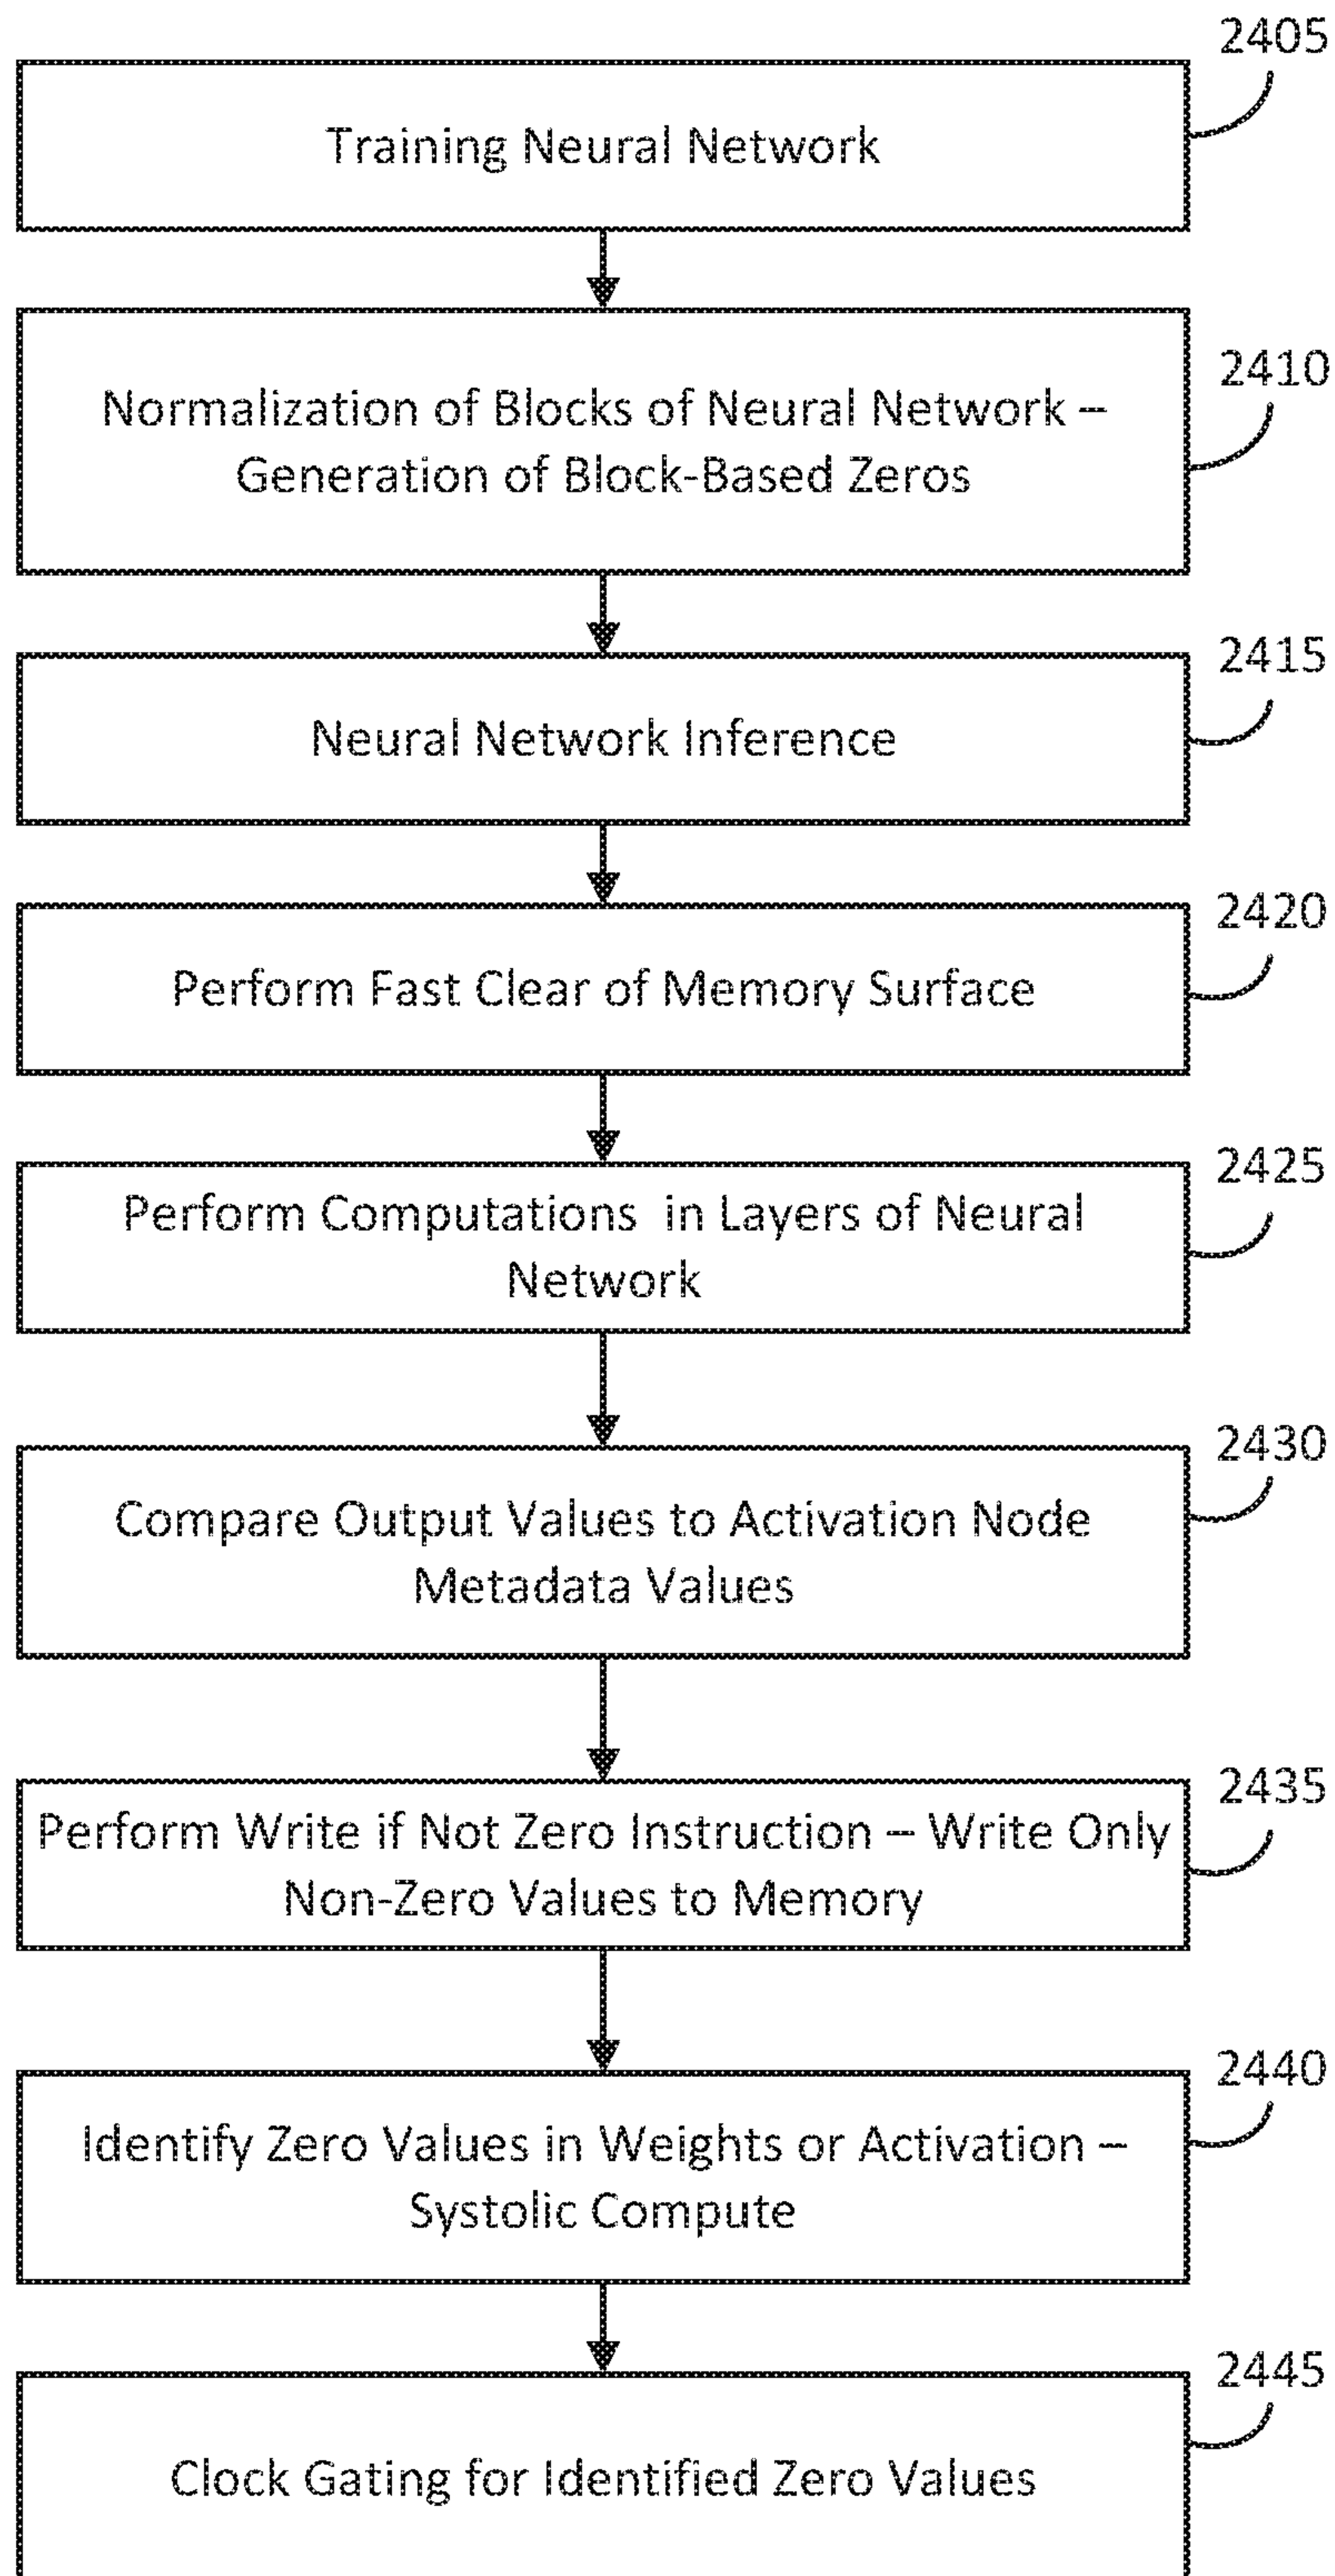 2405
Training Neural Network
2410
Normalization of Blocks of Neural Network –
Generation of Block-Based Zeros
2415
Neural Network Inference
2420
Perform Fast Clear of Memory Surface
2425
Perform Computations in Layers of Neural
Network
2430
Compare Output Values to Activation Node
Metadata Values
2435
Perform Write if Not Zero Instruction – Write Only
Non-Zero Values to Memory
2440
Identify Zero Values in Weights or Activation –
Systolic Compute
2445
Clock Gating for Identified Zero Values